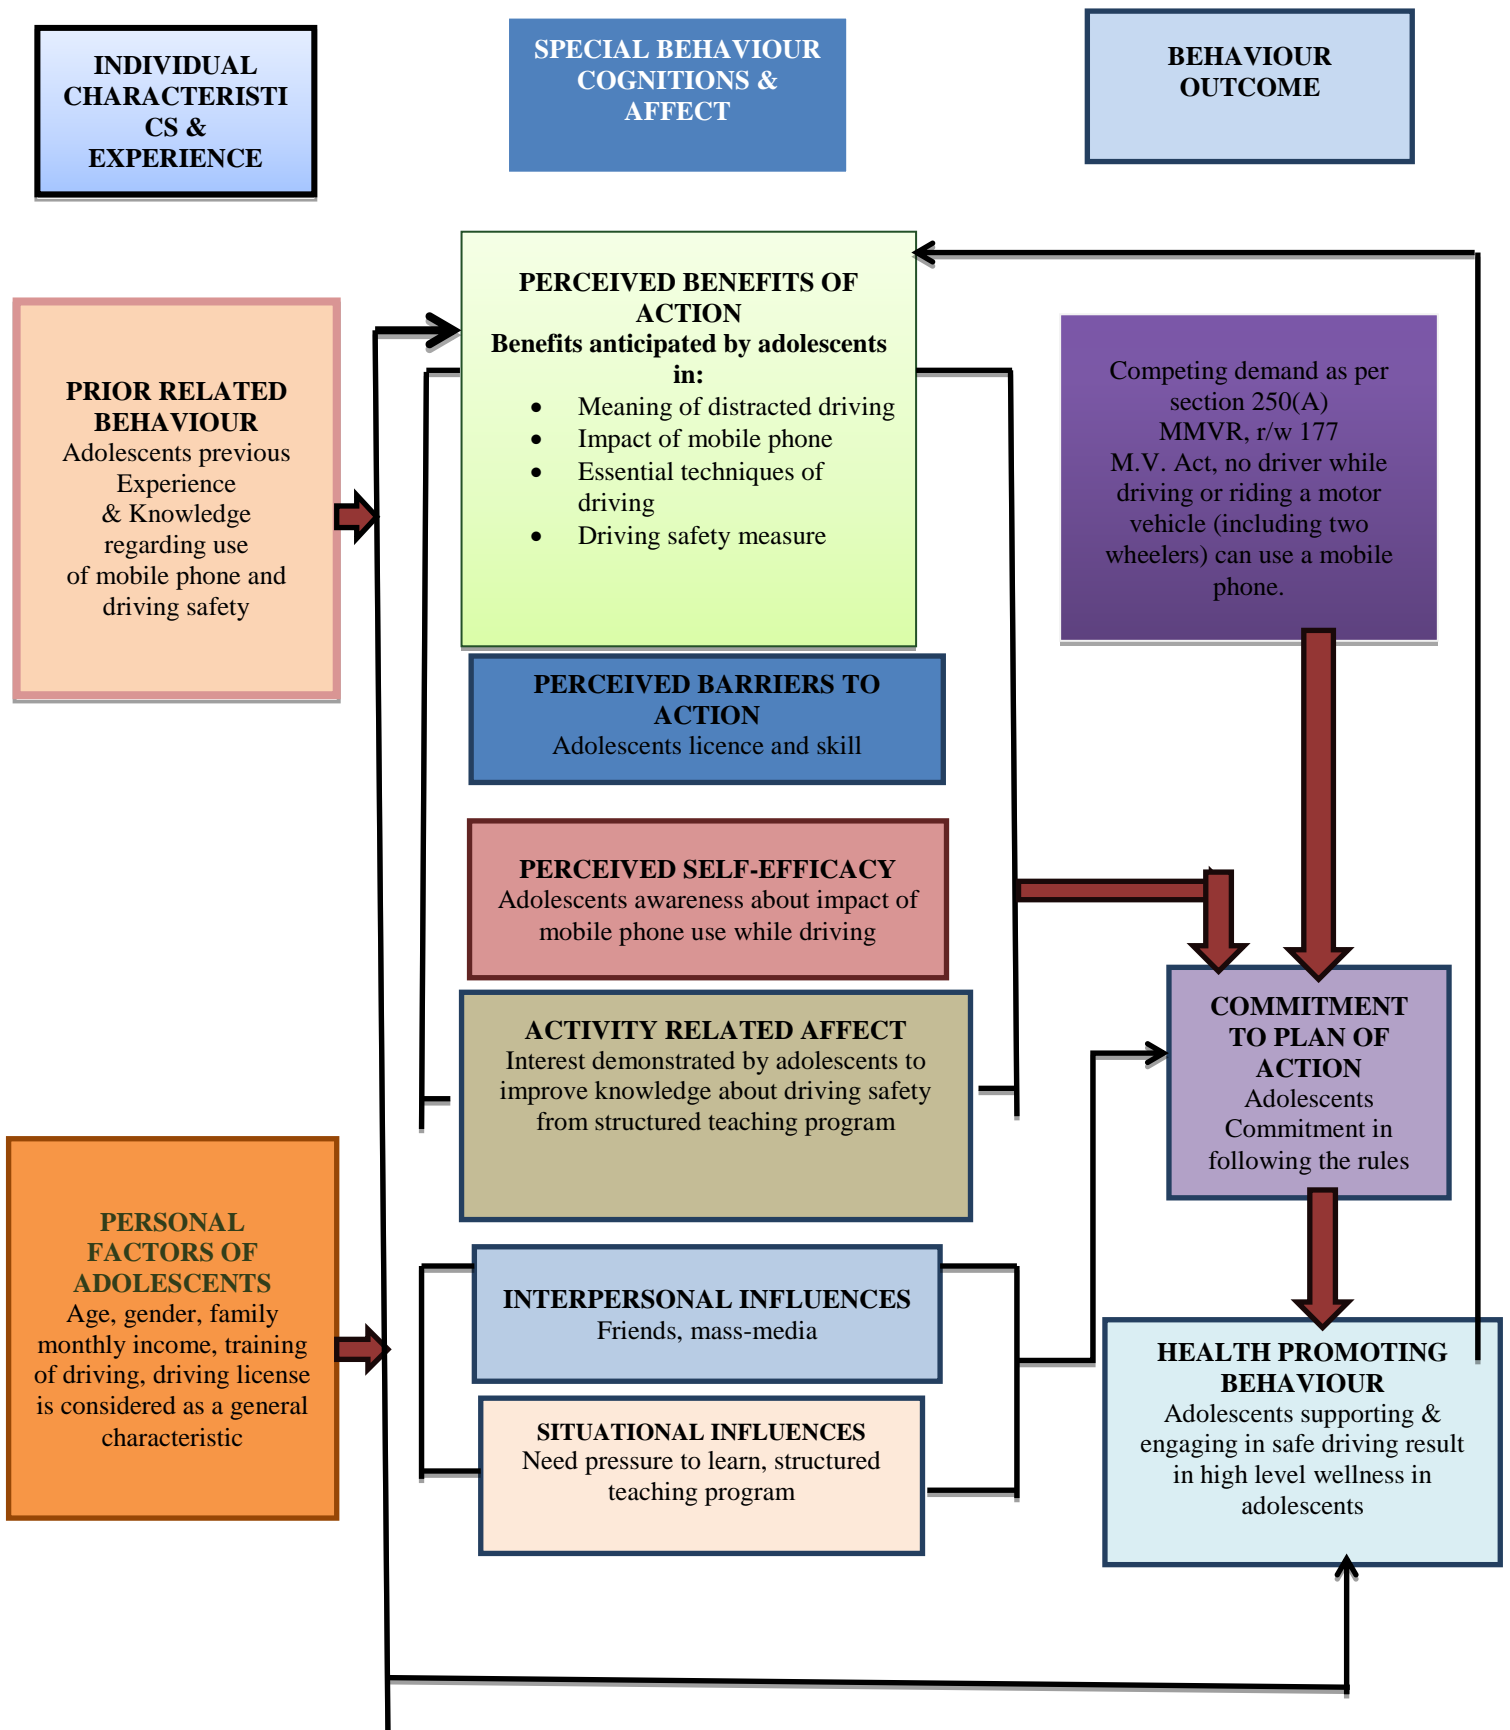 INDIVIDUAL
CHARACTERISTI
CS &
EXPERIENCE
SPECIAL BEHAVIOUR
COGNITIONS &
AFFECT
BEHAVIOUR
OUTCOME
PRIOR RELATED
BEHAVIOUR
Adolescents previous
Experience
& Knowledge
regarding use
of mobile phone and
driving safety
PERSONAL
FACTORS OF
ADOLESCENTS
Age, gender, family
monthly income, training
of driving, driving license
is considered as a general
characteristic
PERCEIVED BENEFITS OF
ACTION
Benefits anticipated by adolescents
in:
• Meaning of distracted driving
• Impact of mobile phone
• Essential techniques of
driving
• Driving safety measure
PERCEIVED BARRIERS TO
ACTION
Adolescents licence and skill
PERCEIVED SELF-EFFICACY
Adolescents awareness about impact of
mobile phone use while driving
ACTIVITY RELATED AFFECT
Interest demonstrated by adolescents to
improve knowledge about driving safety
from structured teaching program
INTERPERSONAL INFLUENCES
Friends, mass-media
SITUATIONAL INFLUENCES
Need pressure to learn, structured
teaching program
Competing demand as per
section 250(A)
MMVR, r/w 177
M.V. Act, no driver while
driving or riding a motor
vehicle (including two
wheelers) can use a mobile
phone.
COMMITMENT
TO PLAN OF
ACTION
Adolescents
Commitment in
following the rules
HEALTH PROMOTING
BEHAVIOUR
Adolescents supporting &
engaging in safe driving result
in high level wellness in
adolescents